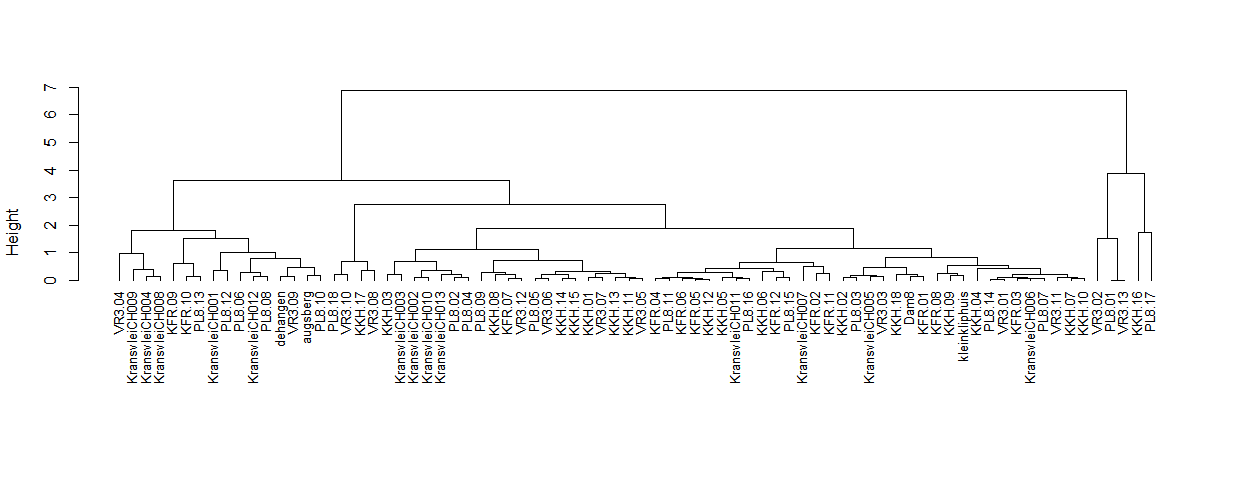 Height
7
6
5
4
3
2
1
0
VR3.04
KransvleiCH009
KransvleiCH004
KransvleiCH008
KFR.09
KFR.10
PL8.13
KransvleiCH001
PL8.12
PL8.06
KransvleiCH012
PL8.08
dehangen
VR3.09
augsberg
PL8.10
PL8.18
VR3.10
KKH.17
VR3.08
KKH.03
KransvleiCH003
KransvleiCH002
KransvleiCH010
KransvleiCH013
PL8.02
PL8.04
PL8.09
KKH.08
KFR.07
VR3.12
PL8.05
VR3.06
KKH.14
KKH.15
KKH.01
VR3.07
KKH.13
KKH.11
VR3.05
KFR.04
PL8.11
KFR.06
KFR.05
KKH.12
KKH.05
KransvleiCH011
PL8.16
KKH.06
KFR.12
PL8.15
KransvleiCH007
KFR.02
KFR.11
KKH.02
PL8.03
KransvleiCH005
VR3.03
KKH.18
Dam8
KFR.01
KFR.08
KKH.09
kleinkliphuis
KKH.04
PL8.14
VR3.01
KFR.03
KransvleiCH006
PL8.07
VR3.11
KKH.07
KKH.10
VR3.02
PL8.01
VR3.13
KKH.16
PL8.17